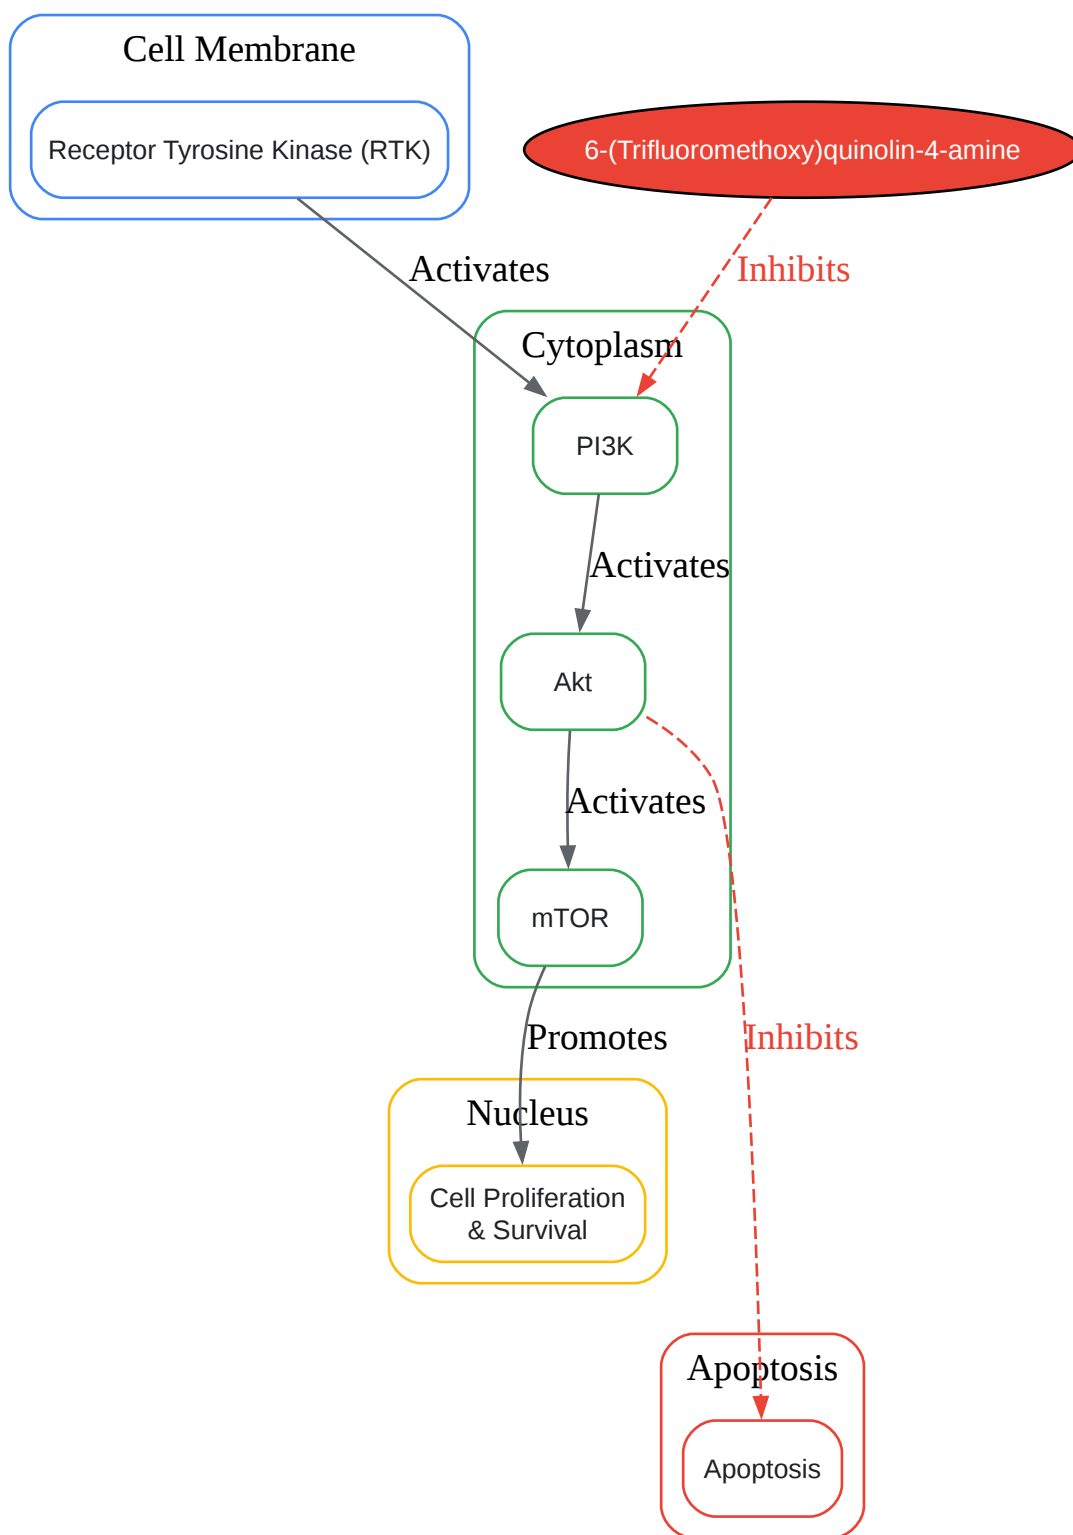 Cell Membrane
Receptor Tyrosine Kinase (RTK)
6-(Trifluoromethoxy)quinolin-4-amine
Activates
Inhibits
Cytoplasm
PI3K
Activates
Akt
Activates
mTOR
Promotes
Inhibits
Nucleus
Cell Proliferation
& Survival
Apoptosis
Apoptosis